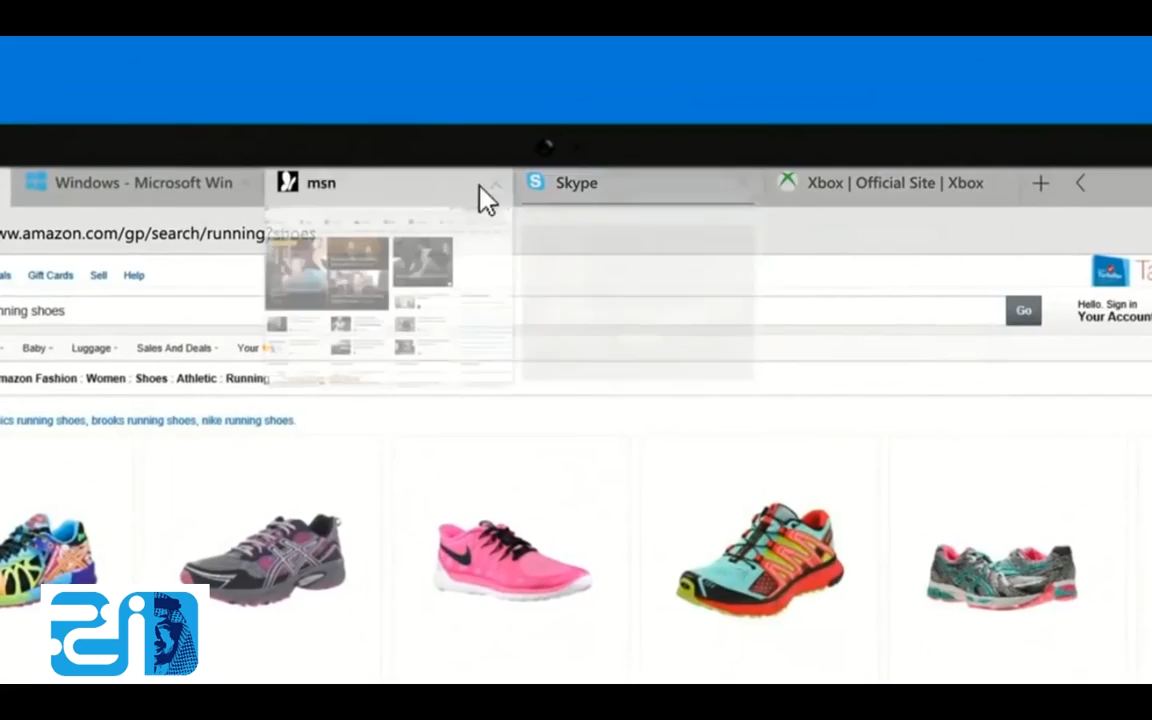 Windows - Microsoft Win
msn
Skype
Xbox | Official Site | Xbox
ww.amazon.com/gp/search/running?shoes
als
Gift Cards
Sell
Help
nning shoes
Go
Hello. Sign in
Your Accoun
Baby
Luggage
Sales And Deals
Your
mazon Fashion : Women : Shoes : Athletic : Running
ics running shoes, brooks running shoes, nike running shoes.